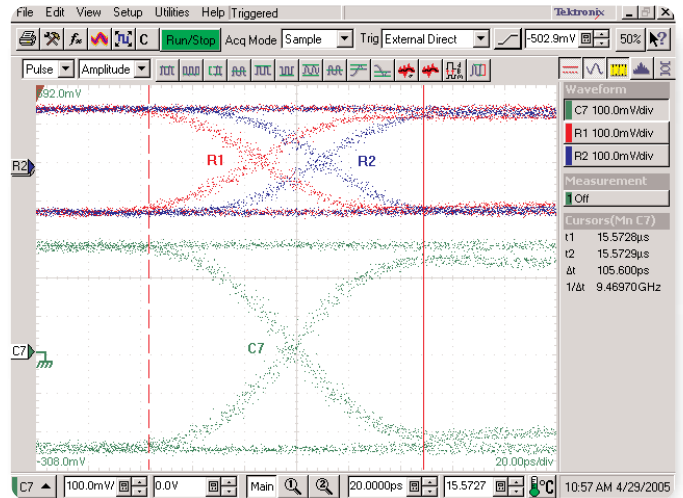 File Edit View Setup Utilities Help Triggered Tektronix
C Run/Stop Acq Mode Sample Trig External Direct -502.9mV 50%
Pulse Amplitude
592.0mV
Waveform
C7 100.0mV/div
R1 100.0mV/div
R2 100.0mV/div
R2
R1
R2
Measurement
1 Off
Cursors(Mn C7)
t1 15.5728µs
t2 15.5729µs
Δt 105.600ps
1/Δt 9.46970GHz
C7
C7
-308.0mV
20.00ps/div
C7 100.0mV/ 0.0V Main 20.0000ps 15.5727 °C 10:57 AM 4/29/2005